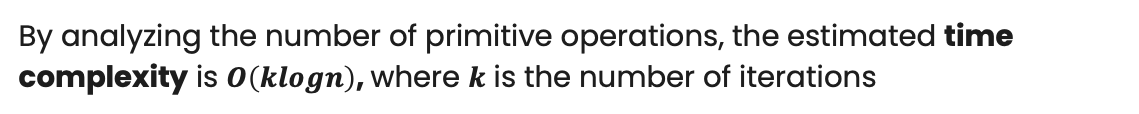 By analyzing the number of primitive operations, the estimated time
complexity is O(klogn), where k is the number of iterations